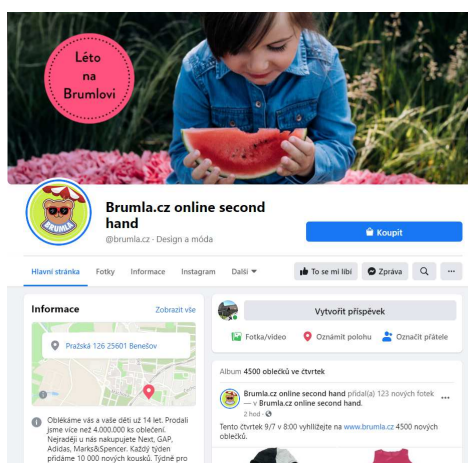 Léto
na
Brumlovi
BRUMLA
Brumla.cz online second
hand
@brumla.cz · Design a móda
Koupit
Hlavní stránka Fotky Informace Instagram Další To se mi líbí Zpráva ...
Informace Zobrazit vše
Pražská 126 25601 Benešov
Oblékáme vás a vaše děti už 14 let. Prodali
jsme více než 4.000.000 ks oblečení.
Nejraději u nás nakupujete Next, GAP,
Adidas, Marks&Spencer. Každý týden
přidáme 10 000 nových kousků. Týdně pro
Vytvořit příspěvek
Fotka/video Oznámit polohu Označit přátele
Album 4500 oblečků ve čtvrtek
Brumla.cz online second hand přidal(a) 123 nových fotek ...
— v Brumla.cz online second hand.
2 hod ·
Tento čtvrtek 9/7 v 8:00 vyhlížejte na www.brumla.cz 4500 nových
oblečků.